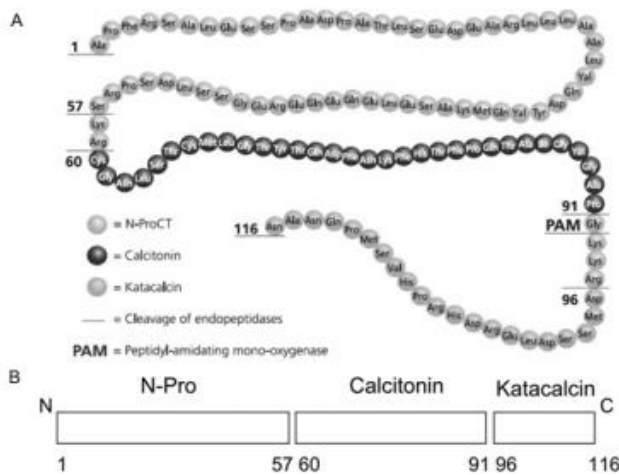 A
Ala Pro Phe Arg Ser Ala Leu Glu Ser Ser Pro Ala Asp Pro Ala Thr Leu Ser Glu Asp Glu Ala Arg Leu Leu Leu Ala
1
Ala Leu Val Gln Asp
Tyr Val Gln Met Lys Ala Ser Glu Leu Glu Gln Glu Gln Glu Arg Glu Gly Ser Ser Leu Asp Ser Pro Arg
57 Ser
Lys
Arg
60 Cys
Gly Asn Leu Ser Thr Cys Met Leu Gly Thr Tyr Thr Gln Asp Phe Asn Lys Phe His Thr Phe Pro Gln Thr Ala Ile Gly Val
Gly
Ala
91 Pro
PAM Gly
Lys
Lys
Arg
96 Asp
Met
Ser Ser Asp Leu Glu Arg Asp His Arg Pro His Val Ser Met Pro Gln Asn Ala Asn
116
= N-ProCT
= Calcitonin
= Katacalcin
= Cleavage of endopeptidases
PAM = Peptidyl-amidating mono-oxygenase
B
N-Pro Calcitonin Katacalcin
N C
1 57 60 91 96 116